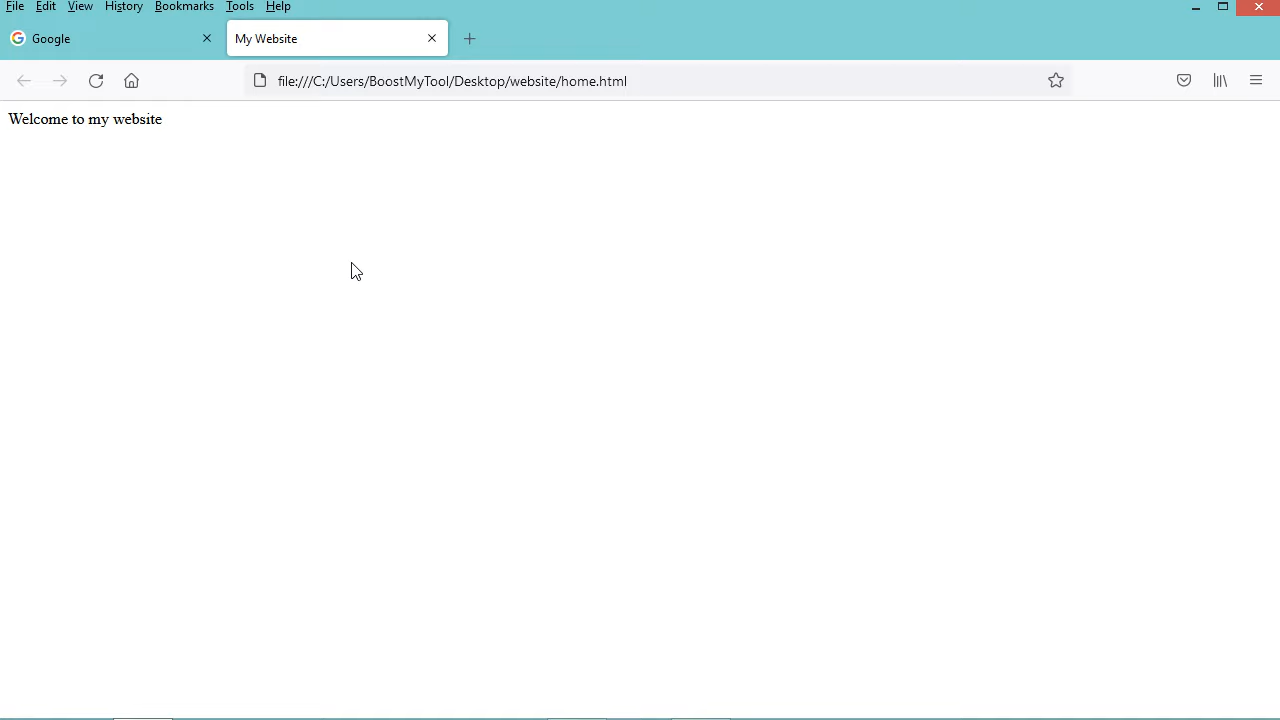 File Edit View History Bookmarks Tools Help
Google My Website
file:///C:/Users/BoostMyTool/Desktop/website/home.html
Welcome to my website